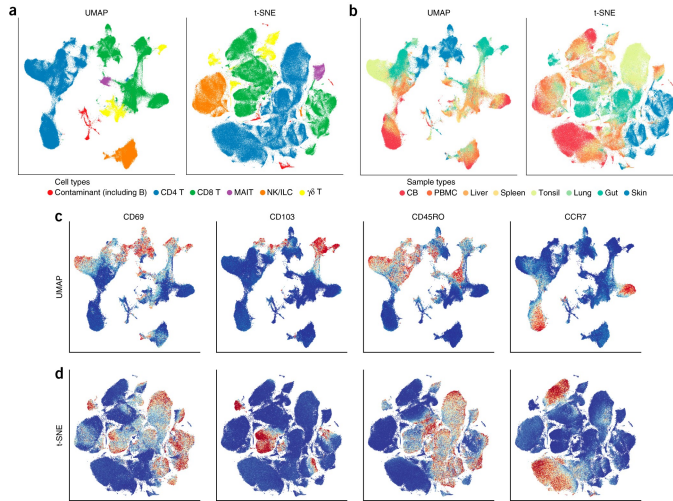 a
b
UMAP
t-SNE
UMAP
t-SNE
Cell types
Contaminant (including B) CD4 T CD8 T MAIT NK/ILC γδ T
Sample types
CB PBMC Liver Spleen Tonsil Lung Gut Skin
c
CD69
CD103
CD45RO
CCR7
UMAP
d
t-SNE